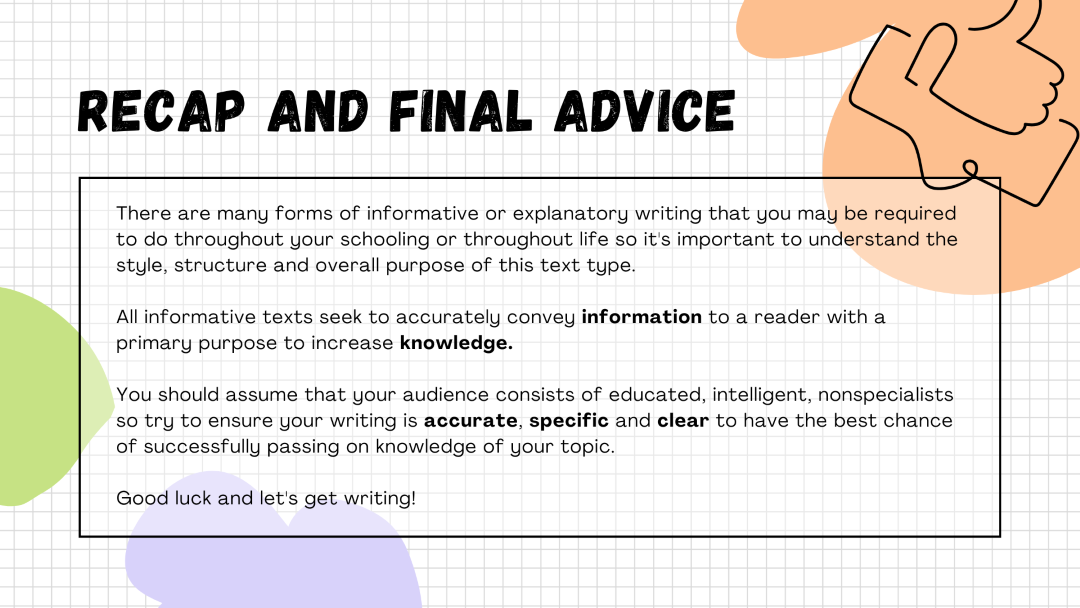 RECAP AND FINAL ADVICE
There are many forms of informative or explanatory writing that you may be required
to do throughout your schooling or throughout life so it's important to understand the
style, structure and overall purpose of this text type.
All informative texts seek to accurately convey information to a reader with a
primary purpose to increase knowledge.
You should assume that your audience consists of educated, intelligent, nonspecialists
so try to ensure your writing is accurate, specific and clear to have the best chance
of successfully passing on knowledge of your topic.
Good luck and let's get writing!